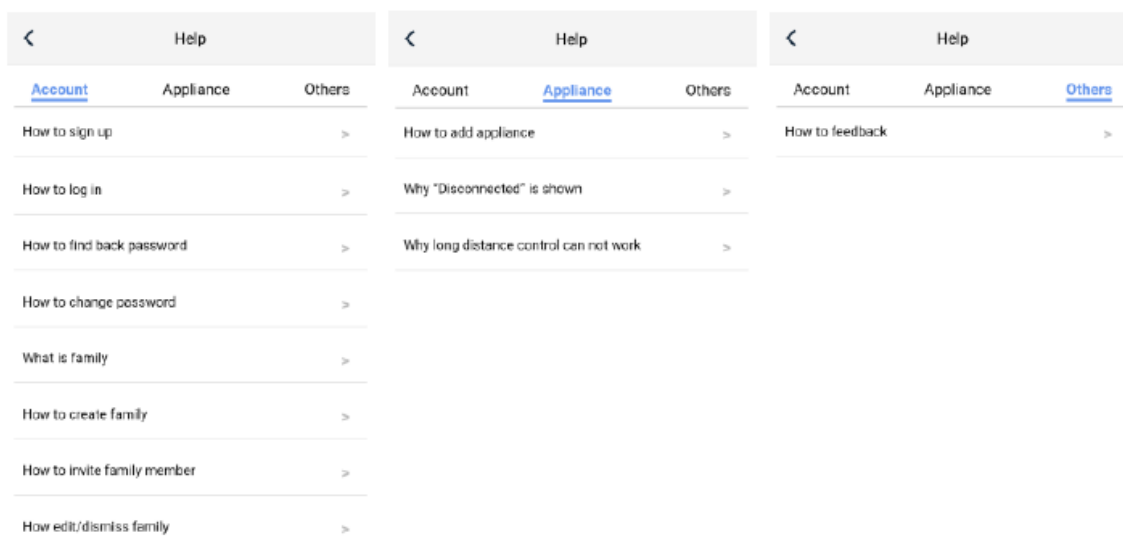 Help
Account Appliance Others
How to sign up >
How to log in >
How to find back password >
How to change password >
What is family >
How to create family >
How to invite family member >
How edit/dismiss family >
Help
Account Appliance Others
How to add appliance >
Why "Disconnected" is shown >
Why long distance control can not work >
Help
Account Appliance Others
How to feedback >